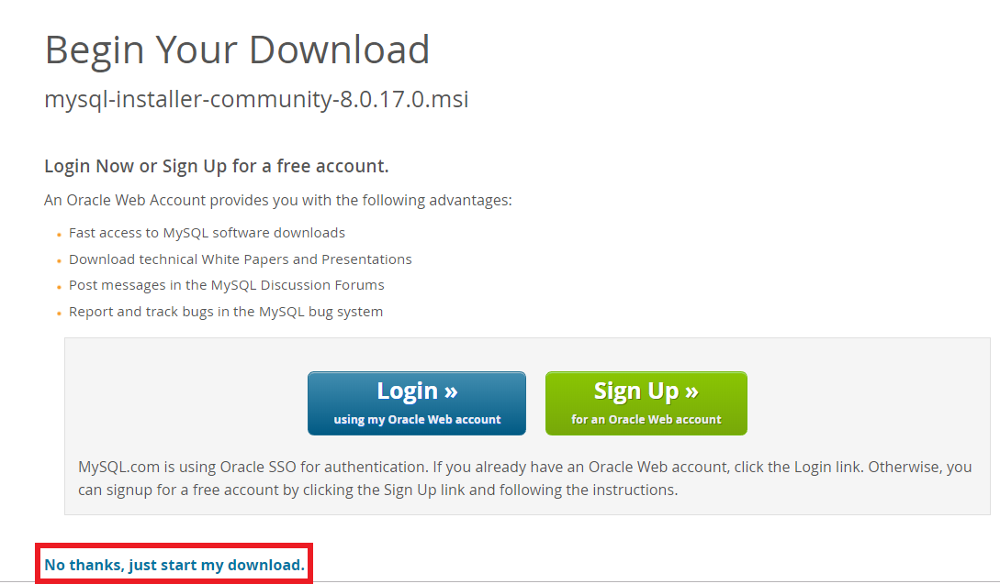 Begin Your Download
mysql-installer-community-8.0.17.0.msi
Login Now or Sign Up for a free account.
An Oracle Web Account provides you with the following advantages:
Fast access to MySQL software downloads
Download technical White Papers and Presentations
Post messages in the MySQL Discussion Forums
Report and track bugs in the MySQL bug system
Login »
using my Oracle Web account
Sign Up »
for an Oracle Web account
MySQL.com is using Oracle SSO for authentication. If you already have an Oracle Web account, click the Login link. Otherwise, you
can signup for a free account by clicking the Sign Up link and following the instructions.
No thanks, just start my download.